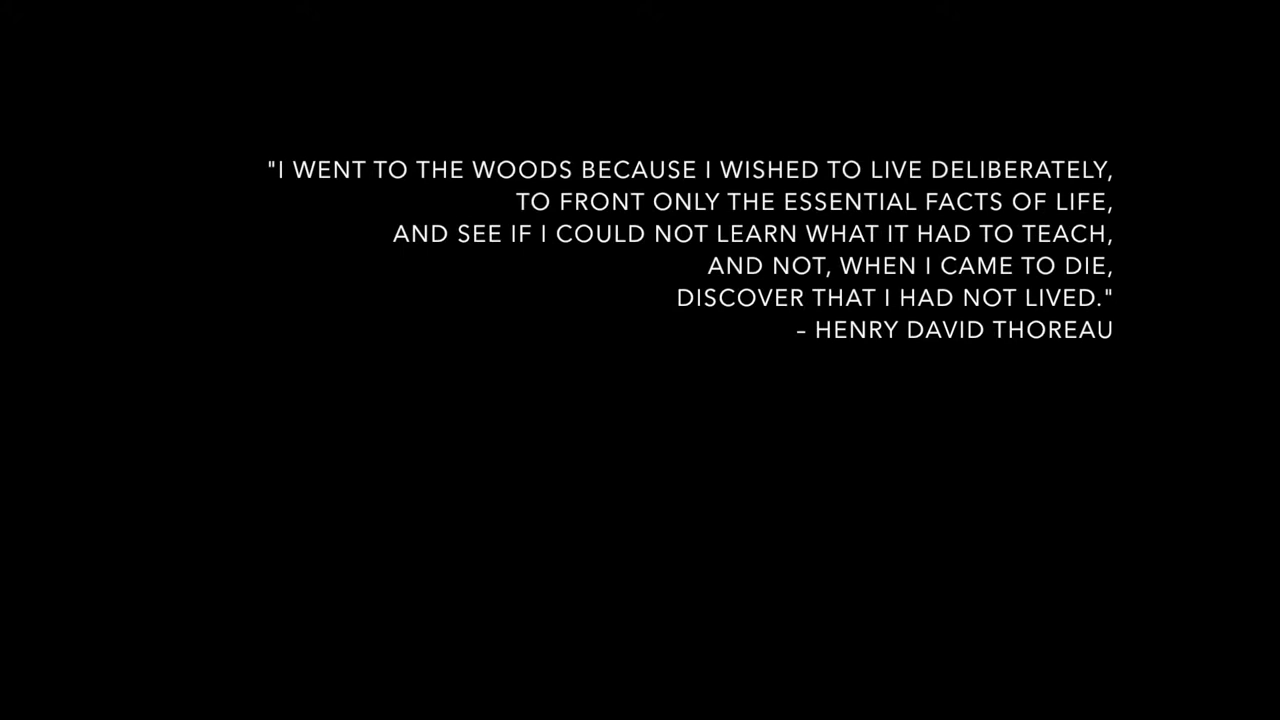 "I WENT TO THE WOODS BECAUSE I WISHED TO LIVE DELIBERATELY,
TO FRONT ONLY THE ESSENTIAL FACTS OF LIFE,
AND SEE IF I COULD NOT LEARN WHAT IT HAD TO TEACH,
AND NOT, WHEN I CAME TO DIE,
DISCOVER THAT I HAD NOT LIVED."
– HENRY DAVID THOREAU